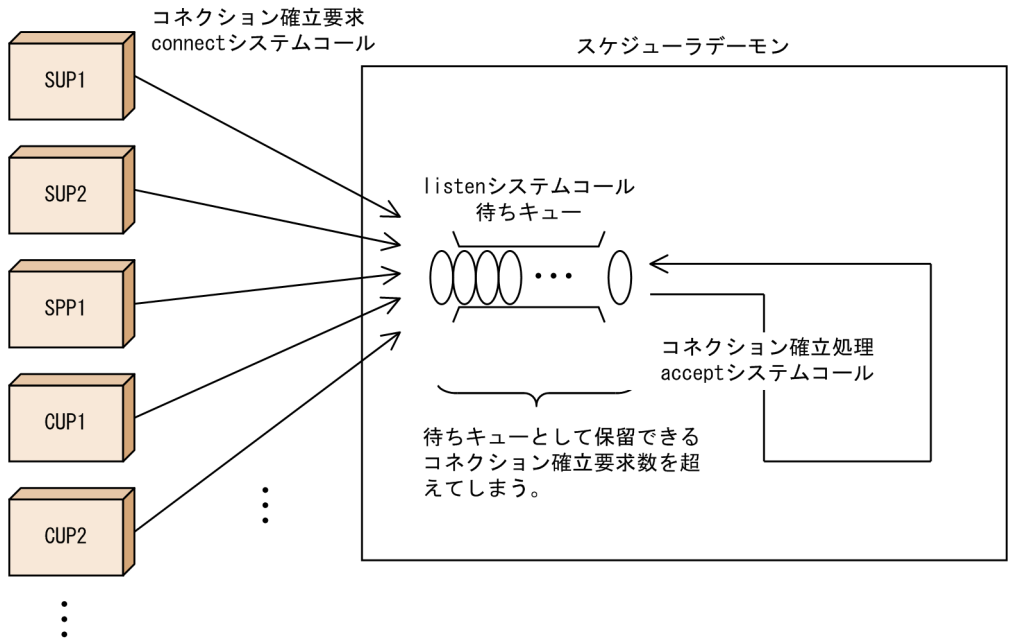 コネクション確立要求
connectシステムコール
スケジューラデーモン
SUP1
SUP2
SPP1
CUP1
CUP2
listenシステムコール
待ちキュー
コネクション確立処理
acceptシステムコール
待ちキューとして保留できる
コネクション確立要求数を超
えてしまう。